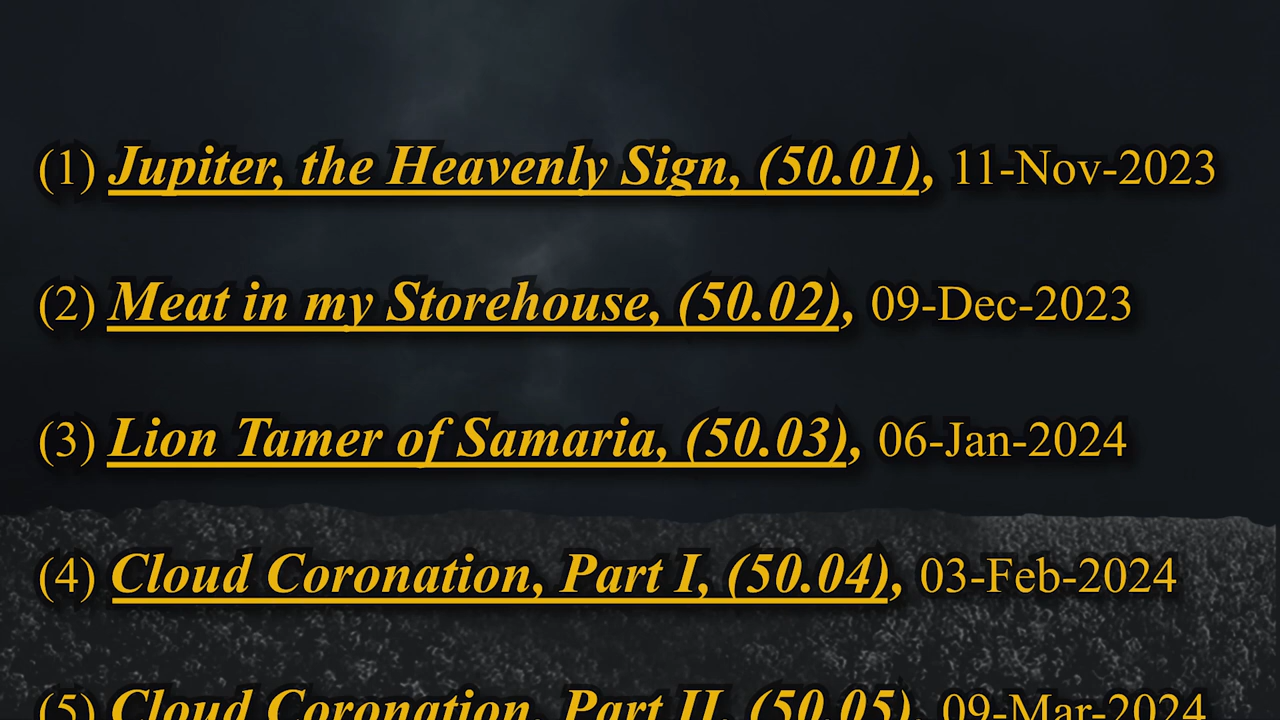 (1) Jupiter, the Heavenly Sign, (50.01), 11-Nov-2023
(2) Meat in my Storehouse, (50.02), 09-Dec-2023
(3) Lion Tamer of Samaria, (50.03), 06-Jan-2024
(4) Cloud Coronation, Part I, (50.04), 03-Feb-2024
(5) Cloud Coronation, Part II, (50.05), 09-Mar-2024